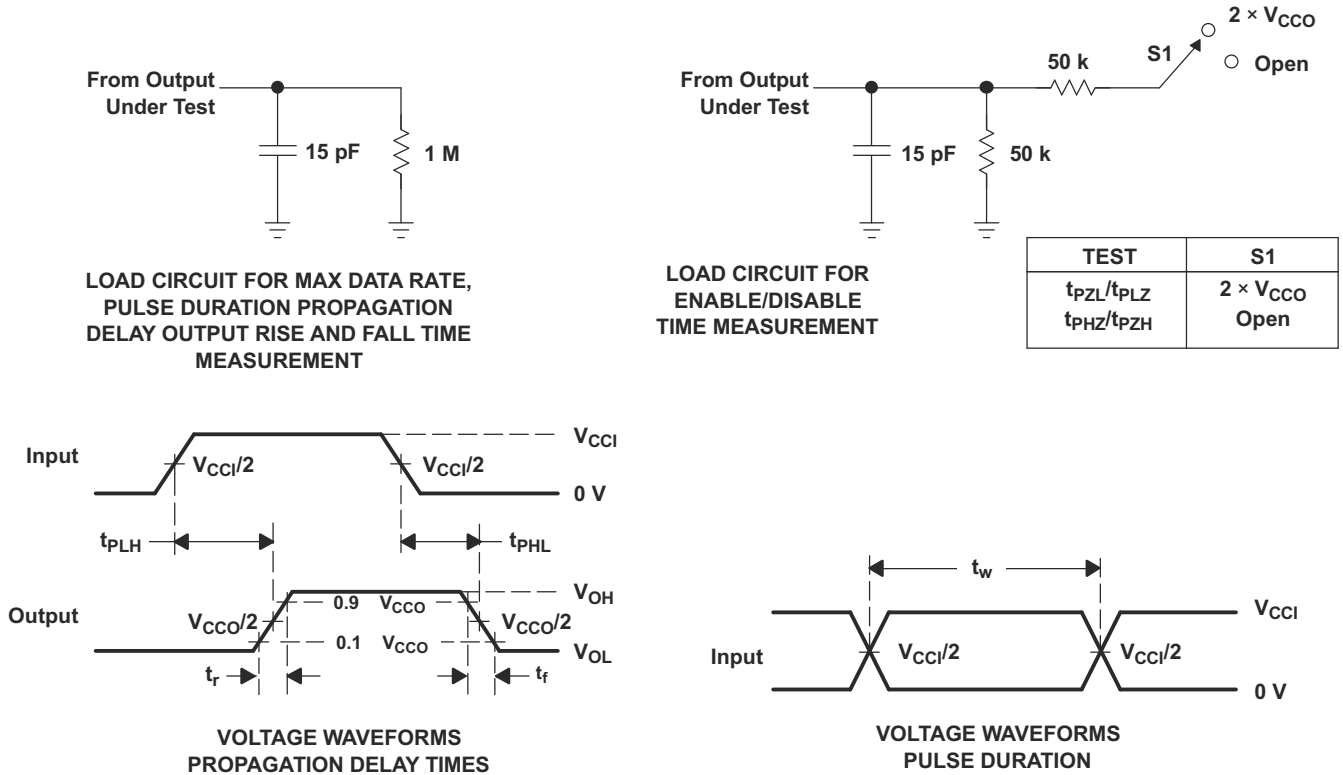 From Output
Under Test
15 pF
1 M
LOAD CIRCUIT FOR MAX DATA RATE,
PULSE DURATION PROPAGATION
DELAY OUTPUT RISE AND FALL TIME
MEASUREMENT
From Output
Under Test
15 pF
50 k
50 k
S1
2 × VCCO
Open
LOAD CIRCUIT FOR
ENABLE/DISABLE
TIME MEASUREMENT
TEST S1
tPZL/tPLZ 2 × VCCO
tPHZ/tPZH Open
Input
VCCI/2
VCCI/2
VCCI
0 V
tPLH
tPHL
Output
VCCO/2
0.9 VCCO
0.1 VCCO
VCCO/2
VOH
VOL
tr
tf
VOLTAGE WAVEFORMS
PROPAGATION DELAY TIMES
tw
Input
VCCI/2
VCCI/2
VCCI
0 V
VOLTAGE WAVEFORMS
PULSE DURATION